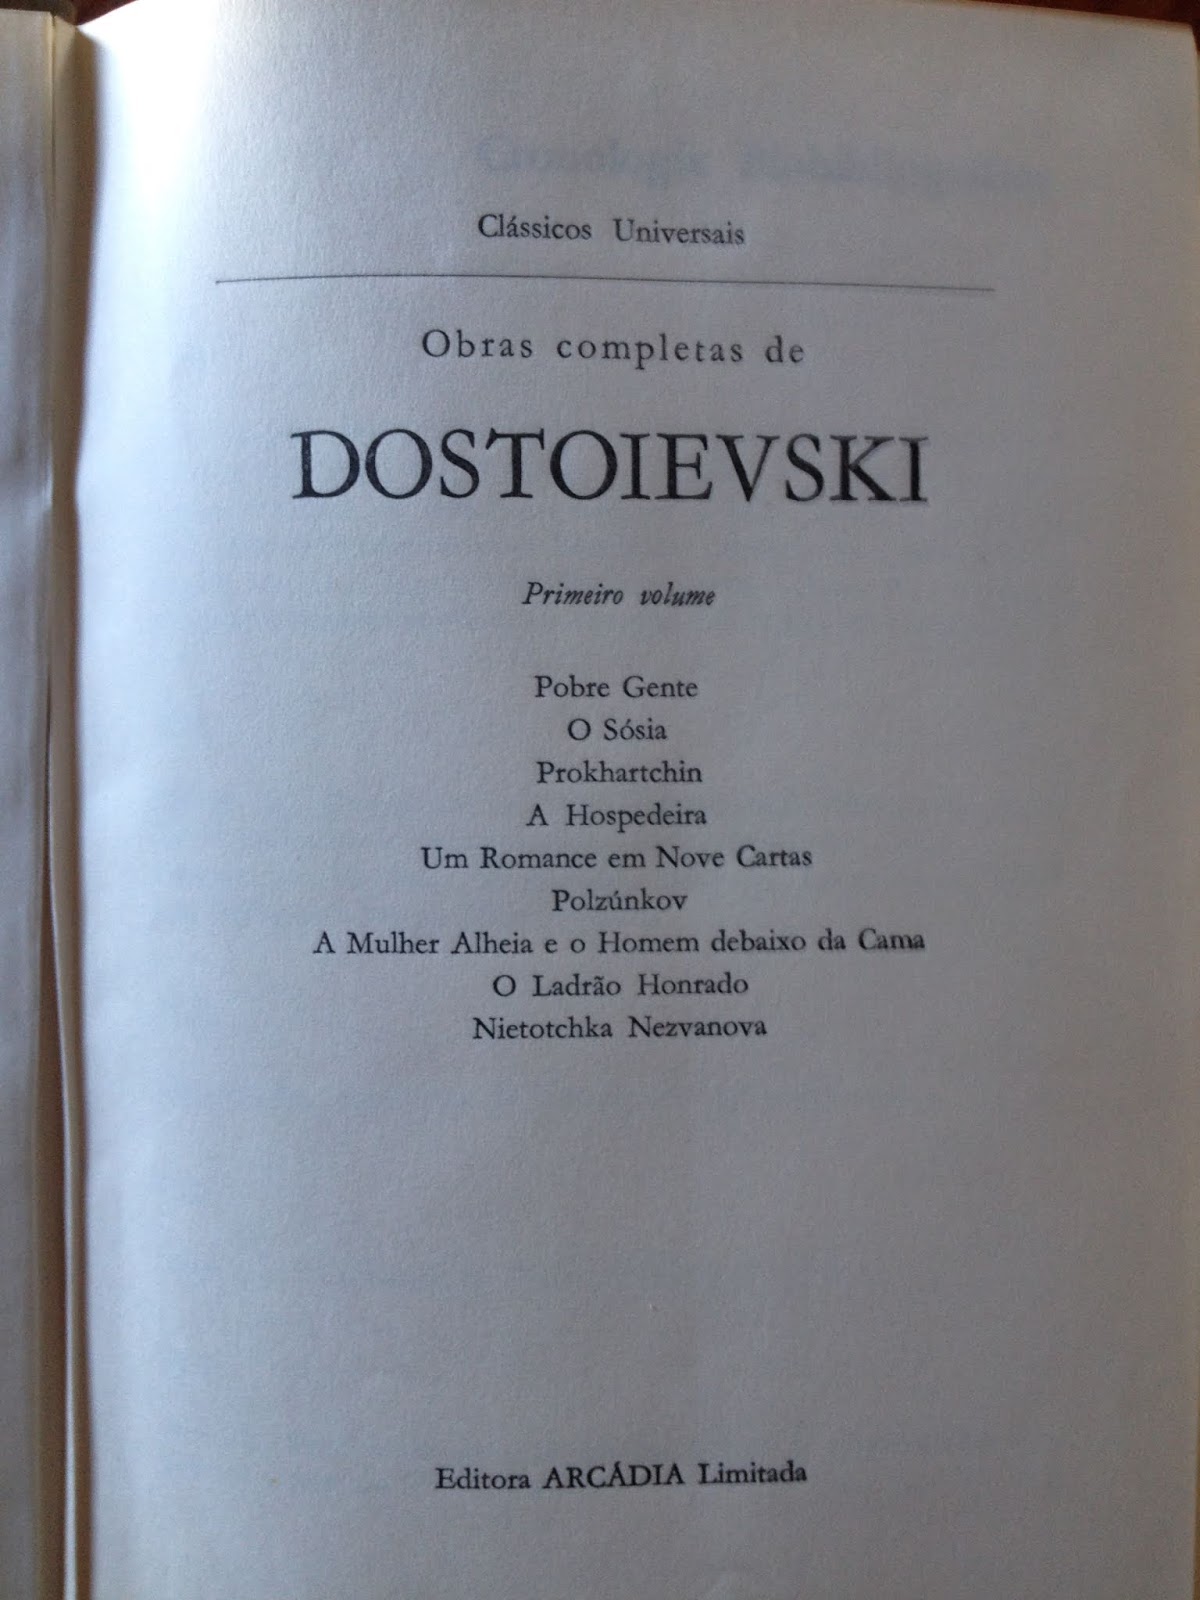 Clássicos Universais
Obras completas de
DOSTOIEVSKI
Primeiro volume
Pobre Gente
O Sósia
Prokhartchin
A Hospedeira
Um Romance em Nove Cartas
Polzúnkov
A Mulher Alheia e o Homem debaixo da Cama
O Ladrão Honrado
Nietotchka Nezvanova
Editora ARCÁDIA Limitada